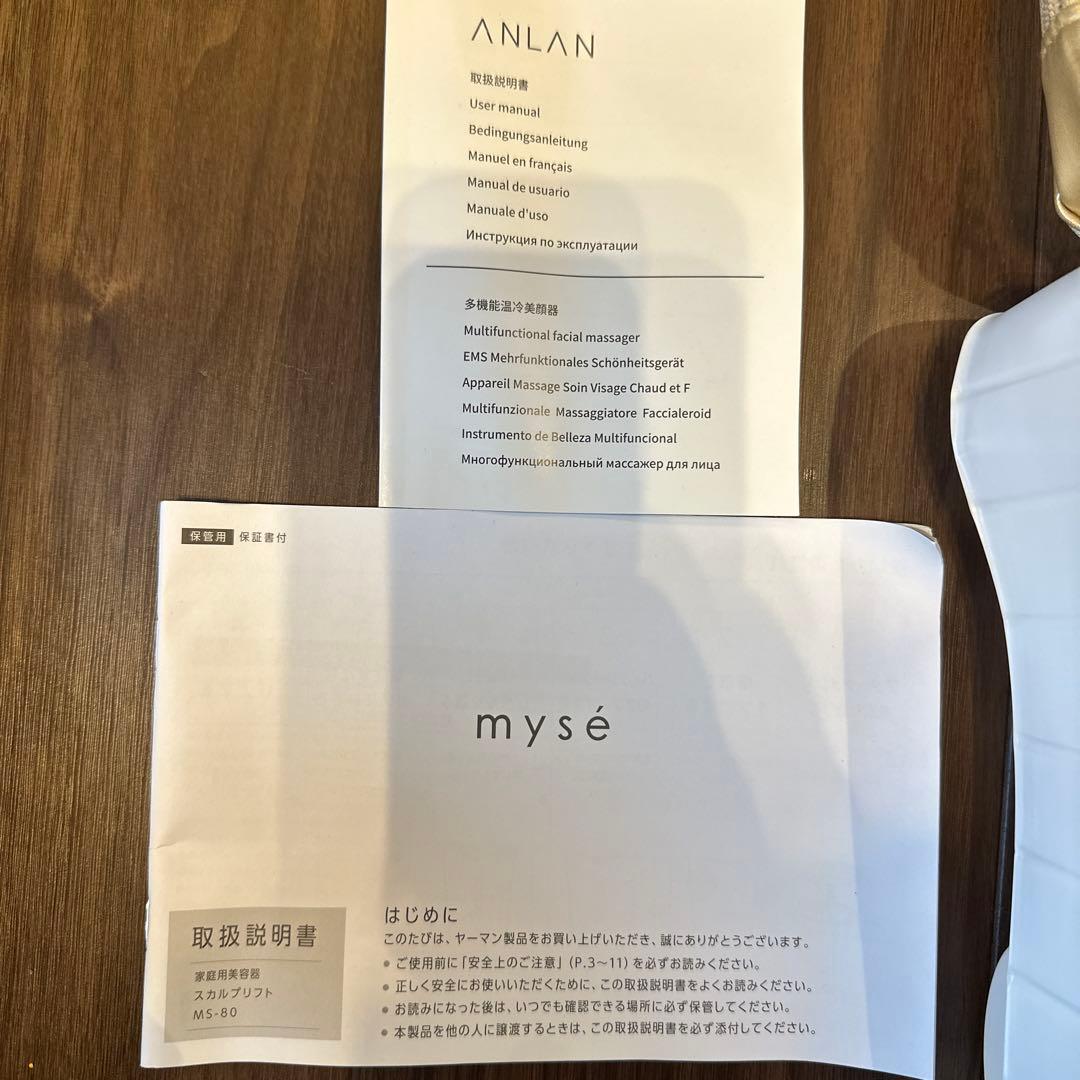 ANLAN
取扱説明書
User manual
Bedingungsanleitung
Manuel en français
Manual de usuario
Manuale d'uso
Инструкция по эксплуатации
多機能温冷美顔器
Multifunctional facial massager
EMS Mehrfunktionales Schönheitsgerät
Appareil Massage Soin Visage Chaud et F
Multifunzionale Massaggiatore Faccialeroid
Instrumento de Belleza Multifuncional
Многофункциональный массажер для лица
保管用 保証書付
mysé
取扱説明書
家庭用美容器
スカルプリフト
MS-80
はじめに
このたびは、ヤーマン製品をお買い上げいただき、誠にありがとうございます。
● ご使用前に「安全上のご注意」（P.3～11）を必ずお読みください。
● 正しく安全にお使いいただくために、この取扱説明書をよくお読みください。
● お読みになった後は、いつでも確認できる場所に必ず保管してください。
● 本製品を他の人に譲渡するときは、この取扱説明書を必ず添付してください。